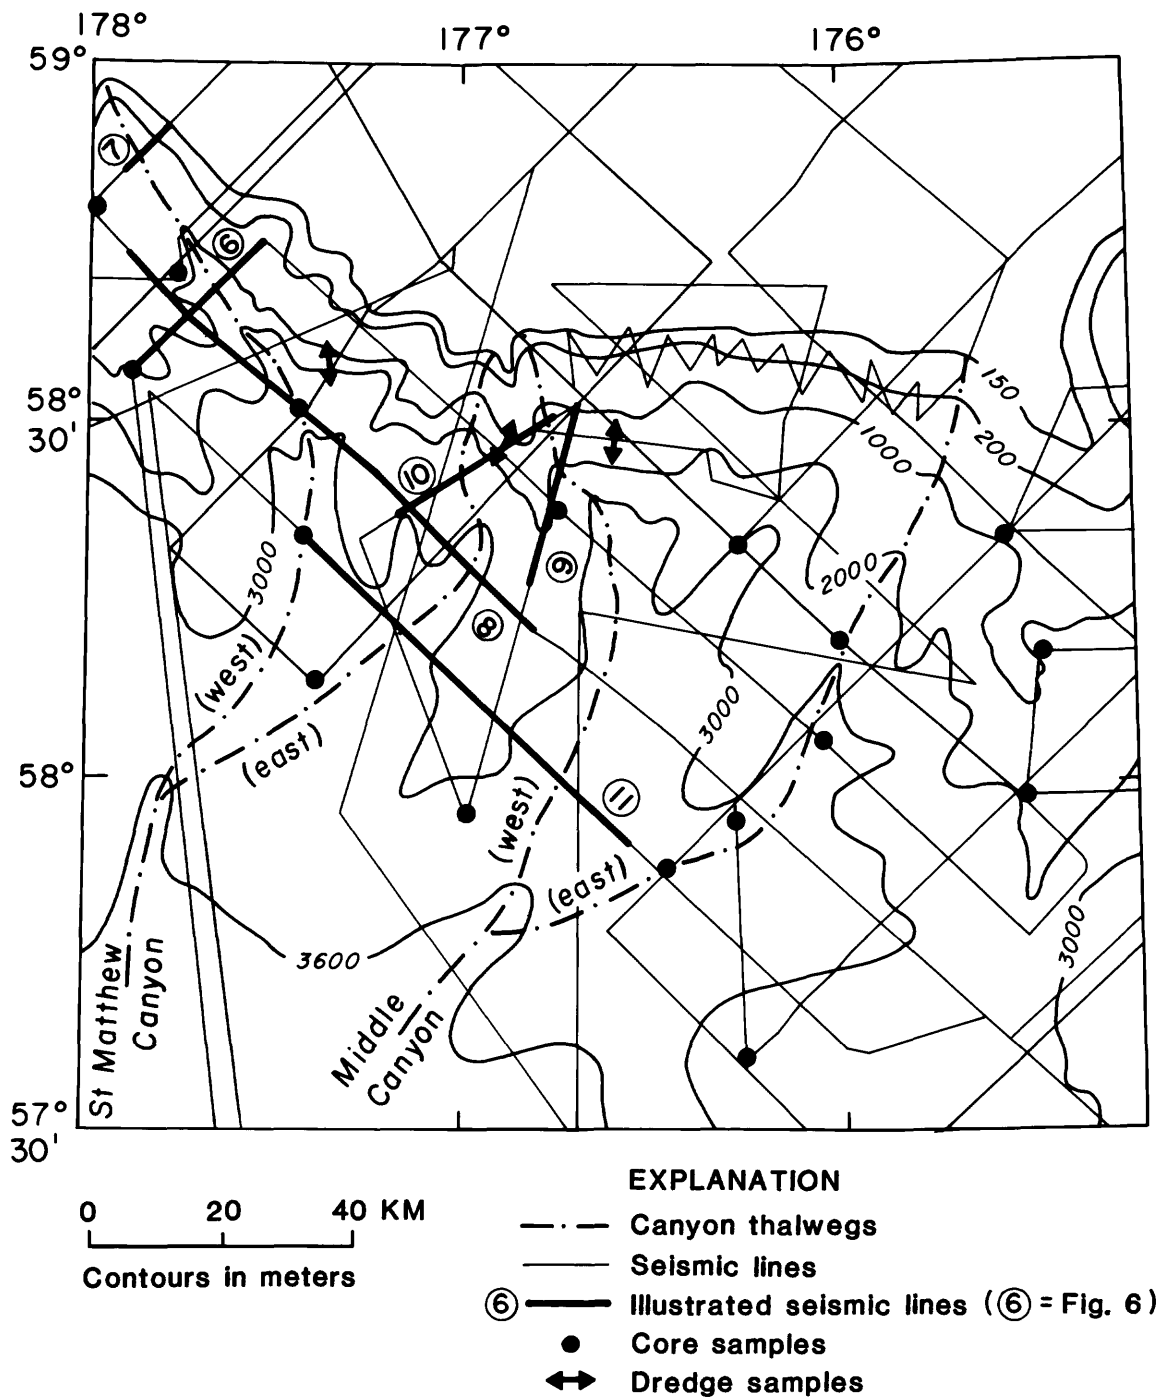 178°
177°
176°
59°
7
6
58°
30'
150
200
1000
10
9
2000
3000
8
(west)
(east)
3000
58°
11
(west)
(east)
3600
3000
St Matthew
Canyon
Middle
Canyon
57°
30'
0 20 40 KM
Contours in meters
EXPLANATION
Canyon thalwegs
Seismic lines
6 Illustrated seismic lines (6 = Fig. 6)
Core samples
Dredge samples